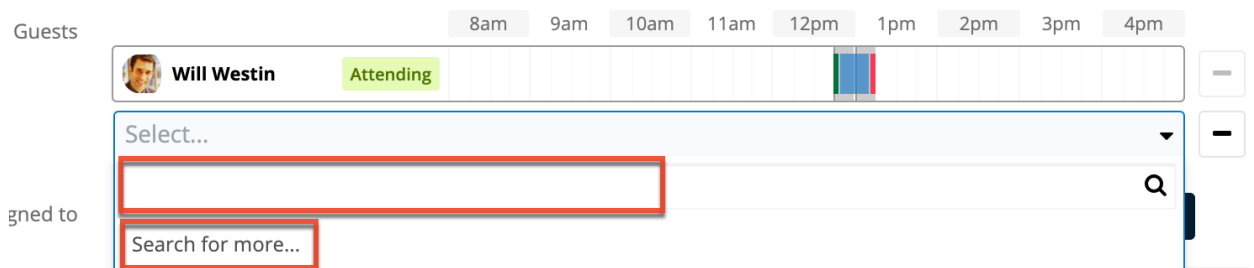 Guests 8am 9am 10am 11am 12pm 1pm 2pm 3pm 4pm
Will Westin Attending
Select...
gned to
Search for more...